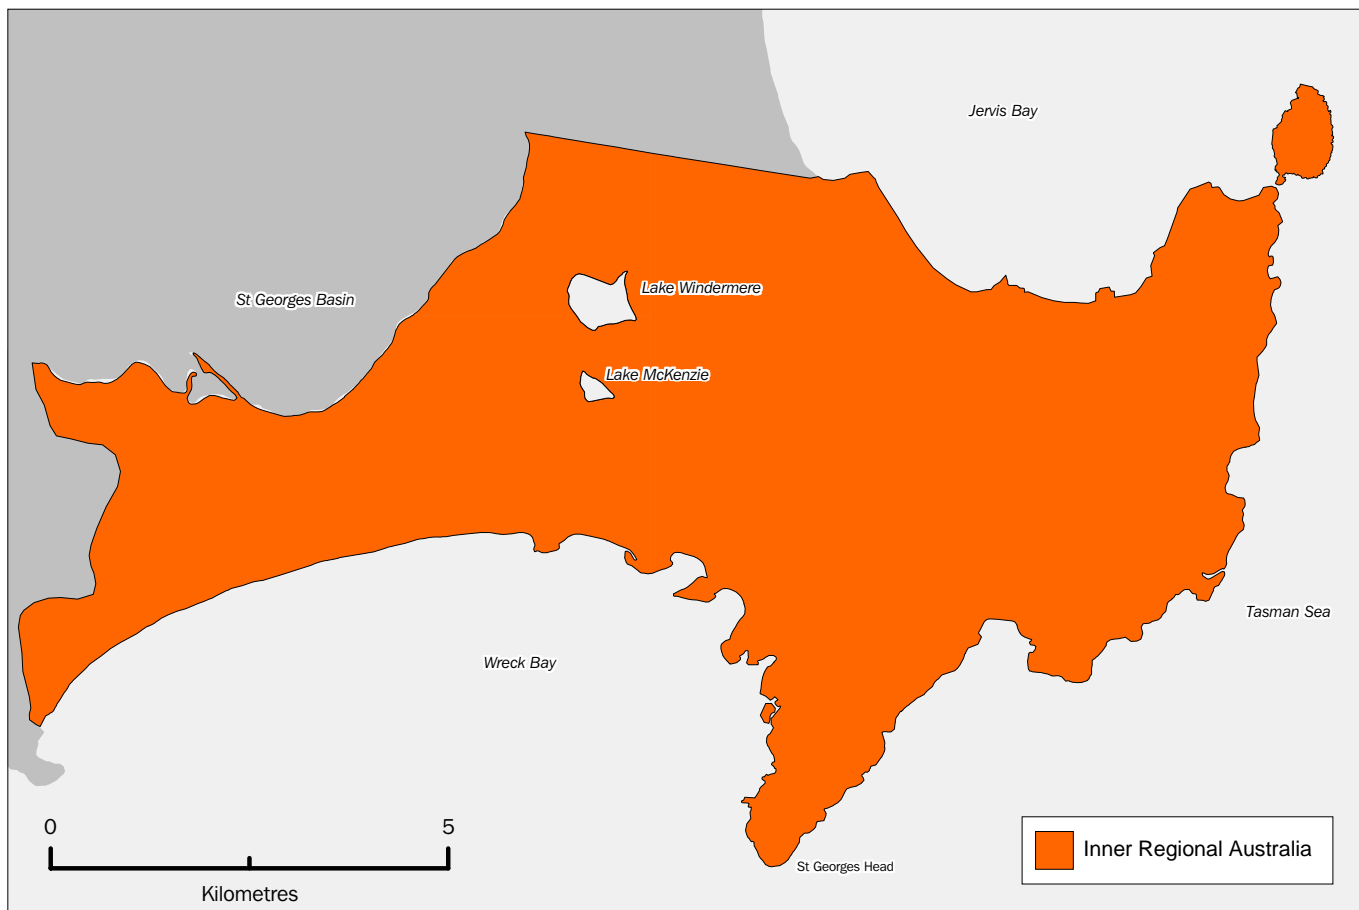 Jervis Bay
Lake Windermere
St Georges Basin
Lake McKenzie
Tasman Sea
Wreck Bay
0 5
Kilometres
St Georges Head
Inner Regional Australia